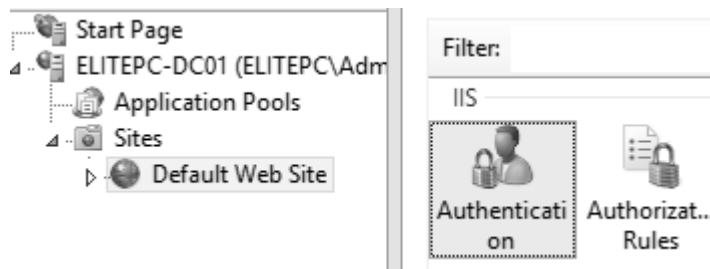 Start Page
ELITEPC-DC01 (ELITEPC\Adm
Application Pools
Sites
Default Web Site
Filter:
IIS
Authenticati
on
Authorizat...
Rules